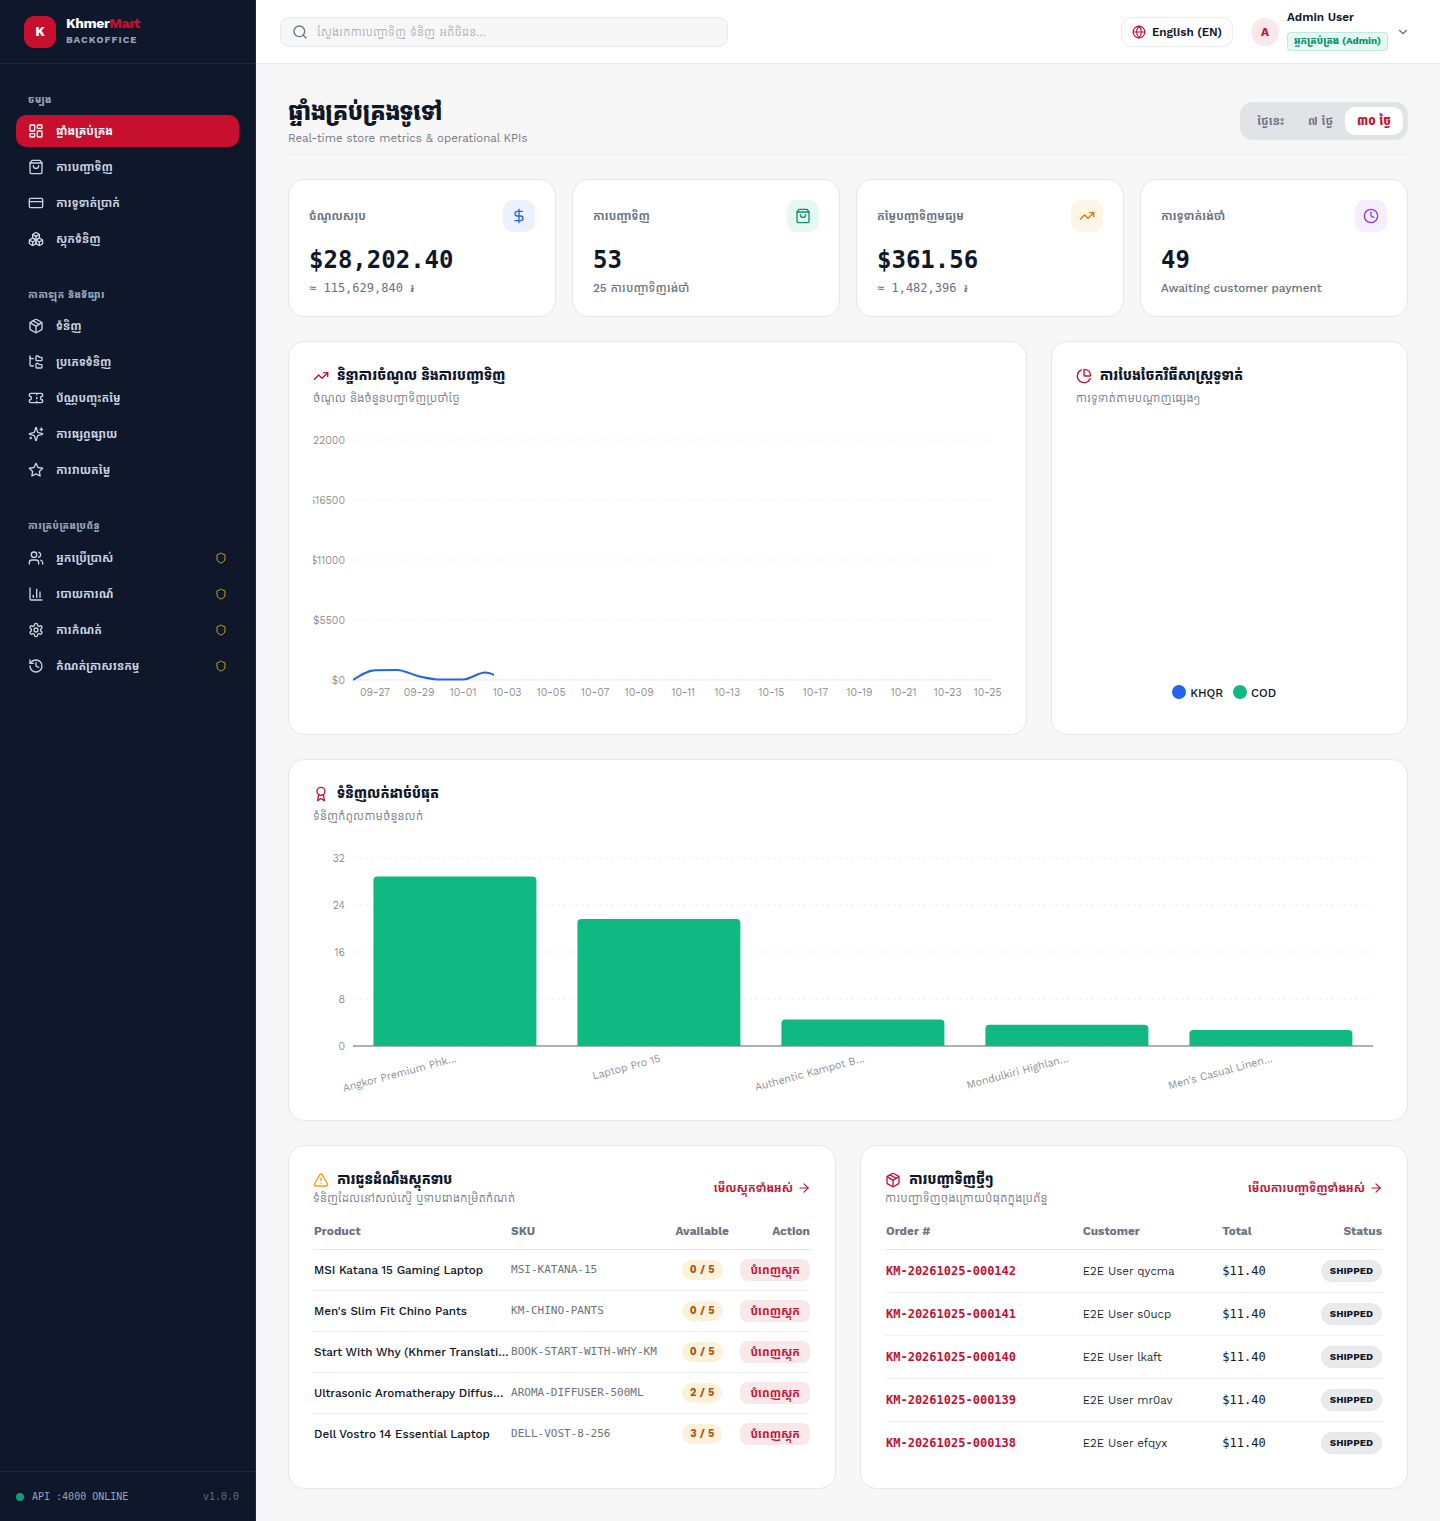 K
KhmerMart
BACKOFFICE
ស្វែងរកការបញ្ជាទិញ ទំនិញ អតិថិជន...
English (EN)
A
Admin User
អ្នកគ្រប់គ្រង (Admin)
ចម្បង
ផ្ទាំងគ្រប់គ្រង
ការបញ្ជាទិញ
ការទូទាត់ប្រាក់
ស្តុកទំនិញ
កាតាឡុក និងទីផ្សារ
ទំនិញ
ប្រភេទទំនិញ
ប័ណ្ណបញ្ចុះតម្លៃ
ការផ្សព្វផ្សាយ
ការវាយតម្លៃ
ការគ្រប់គ្រងប្រព័ន្ធ
អ្នកប្រើប្រាស់
របាយការណ៍
ការកំណត់
កំណត់ត្រាសវនកម្ម
API :4000 ONLINE
v1.0.0
ផ្ទាំងគ្រប់គ្រងទូទៅ
Real-time store metrics & operational KPIs
ថ្ងៃនេះ
៧ ថ្ងៃ
៣០ ថ្ងៃ
ចំណូលសរុប
$28,202.40
≈ 115,629,840 ៛
ការបញ្ជាទិញ
53
25 ការបញ្ជាទិញរង់ចាំ
តម្លៃបញ្ជាទិញមធ្យម
$361.56
≈ 1,482,396 ៛
ការទូទាត់រង់ចាំ
49
Awaiting customer payment
និន្នាការចំណូល និងការបញ្ជាទិញ
ចំណូល និងចំនួនបញ្ជាទិញប្រចាំថ្ងៃ
22000
$16500
$11000
$5500
$0
09-27 09-29 10-01 10-03 10-05 10-07 10-09 10-11 10-13 10-15 10-17 10-19 10-21 10-23 10-25
ការបែងចែកវិធីសាស្ត្រទូទាត់
ការទូទាត់តាមបណ្តាញផ្សេងៗ
KHQR COD
ទំនិញលក់ដាច់បំផុត
ទំនិញកំពូលតាមចំនួនលក់
32
24
16
8
0
Angkor Premium Phk...
Laptop Pro 15
Authentic Kampot B...
Mondulkiri Highlan...
Men's Casual Linen...
ការជូនដំណឹងស្តុកទាប
ទំនិញដែលនៅសល់ស្មើ ឬទាបជាងកម្រិតកំណត់
មើលស្តុកទាំងអស់
Product SKU Available Action
MSI Katana 15 Gaming Laptop MSI-KATANA-15 0 / 5 បំពេញស្តុក
Men's Slim Fit Chino Pants KM-CHINO-PANTS 0 / 5 បំពេញស្តុក
Start With Why (Khmer Translati... BOOK-START-WITH-WHY-KM 0 / 5 បំពេញស្តុក
Ultrasonic Aromatherapy Diffus... AROMA-DIFFUSER-500ML 2 / 5 បំពេញស្តុក
Dell Vostro 14 Essential Laptop DELL-VOST-8-256 3 / 5 បំពេញស្តុក
ការបញ្ជាទិញថ្មីៗ
ការបញ្ជាទិញចុងក្រោយបំផុតក្នុងប្រព័ន្ធ
មើលការបញ្ជាទិញទាំងអស់
Order # Customer Total Status
KM-20261025-000142 E2E User qycma $11.40 SHIPPED
KM-20261025-000141 E2E User s0ucp $11.40 SHIPPED
KM-20261025-000140 E2E User lkaft $11.40 SHIPPED
KM-20261025-000139 E2E User mr0av $11.40 SHIPPED
KM-20261025-000138 E2E User efqyx $11.40 SHIPPED